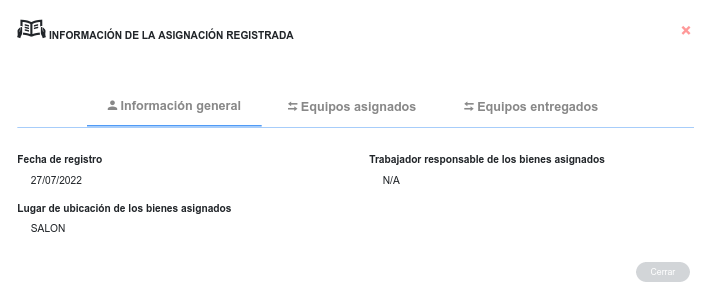 INFORMACIÓN DE LA ASIGNACIÓN REGISTRADA
Información general
Equipos asignados
Equipos entregados
Fecha de registro
Trabajador responsable de los bienes asignados
27/07/2022
N/A
Lugar de ubicación de los bienes asignados
SALON
Cerrar